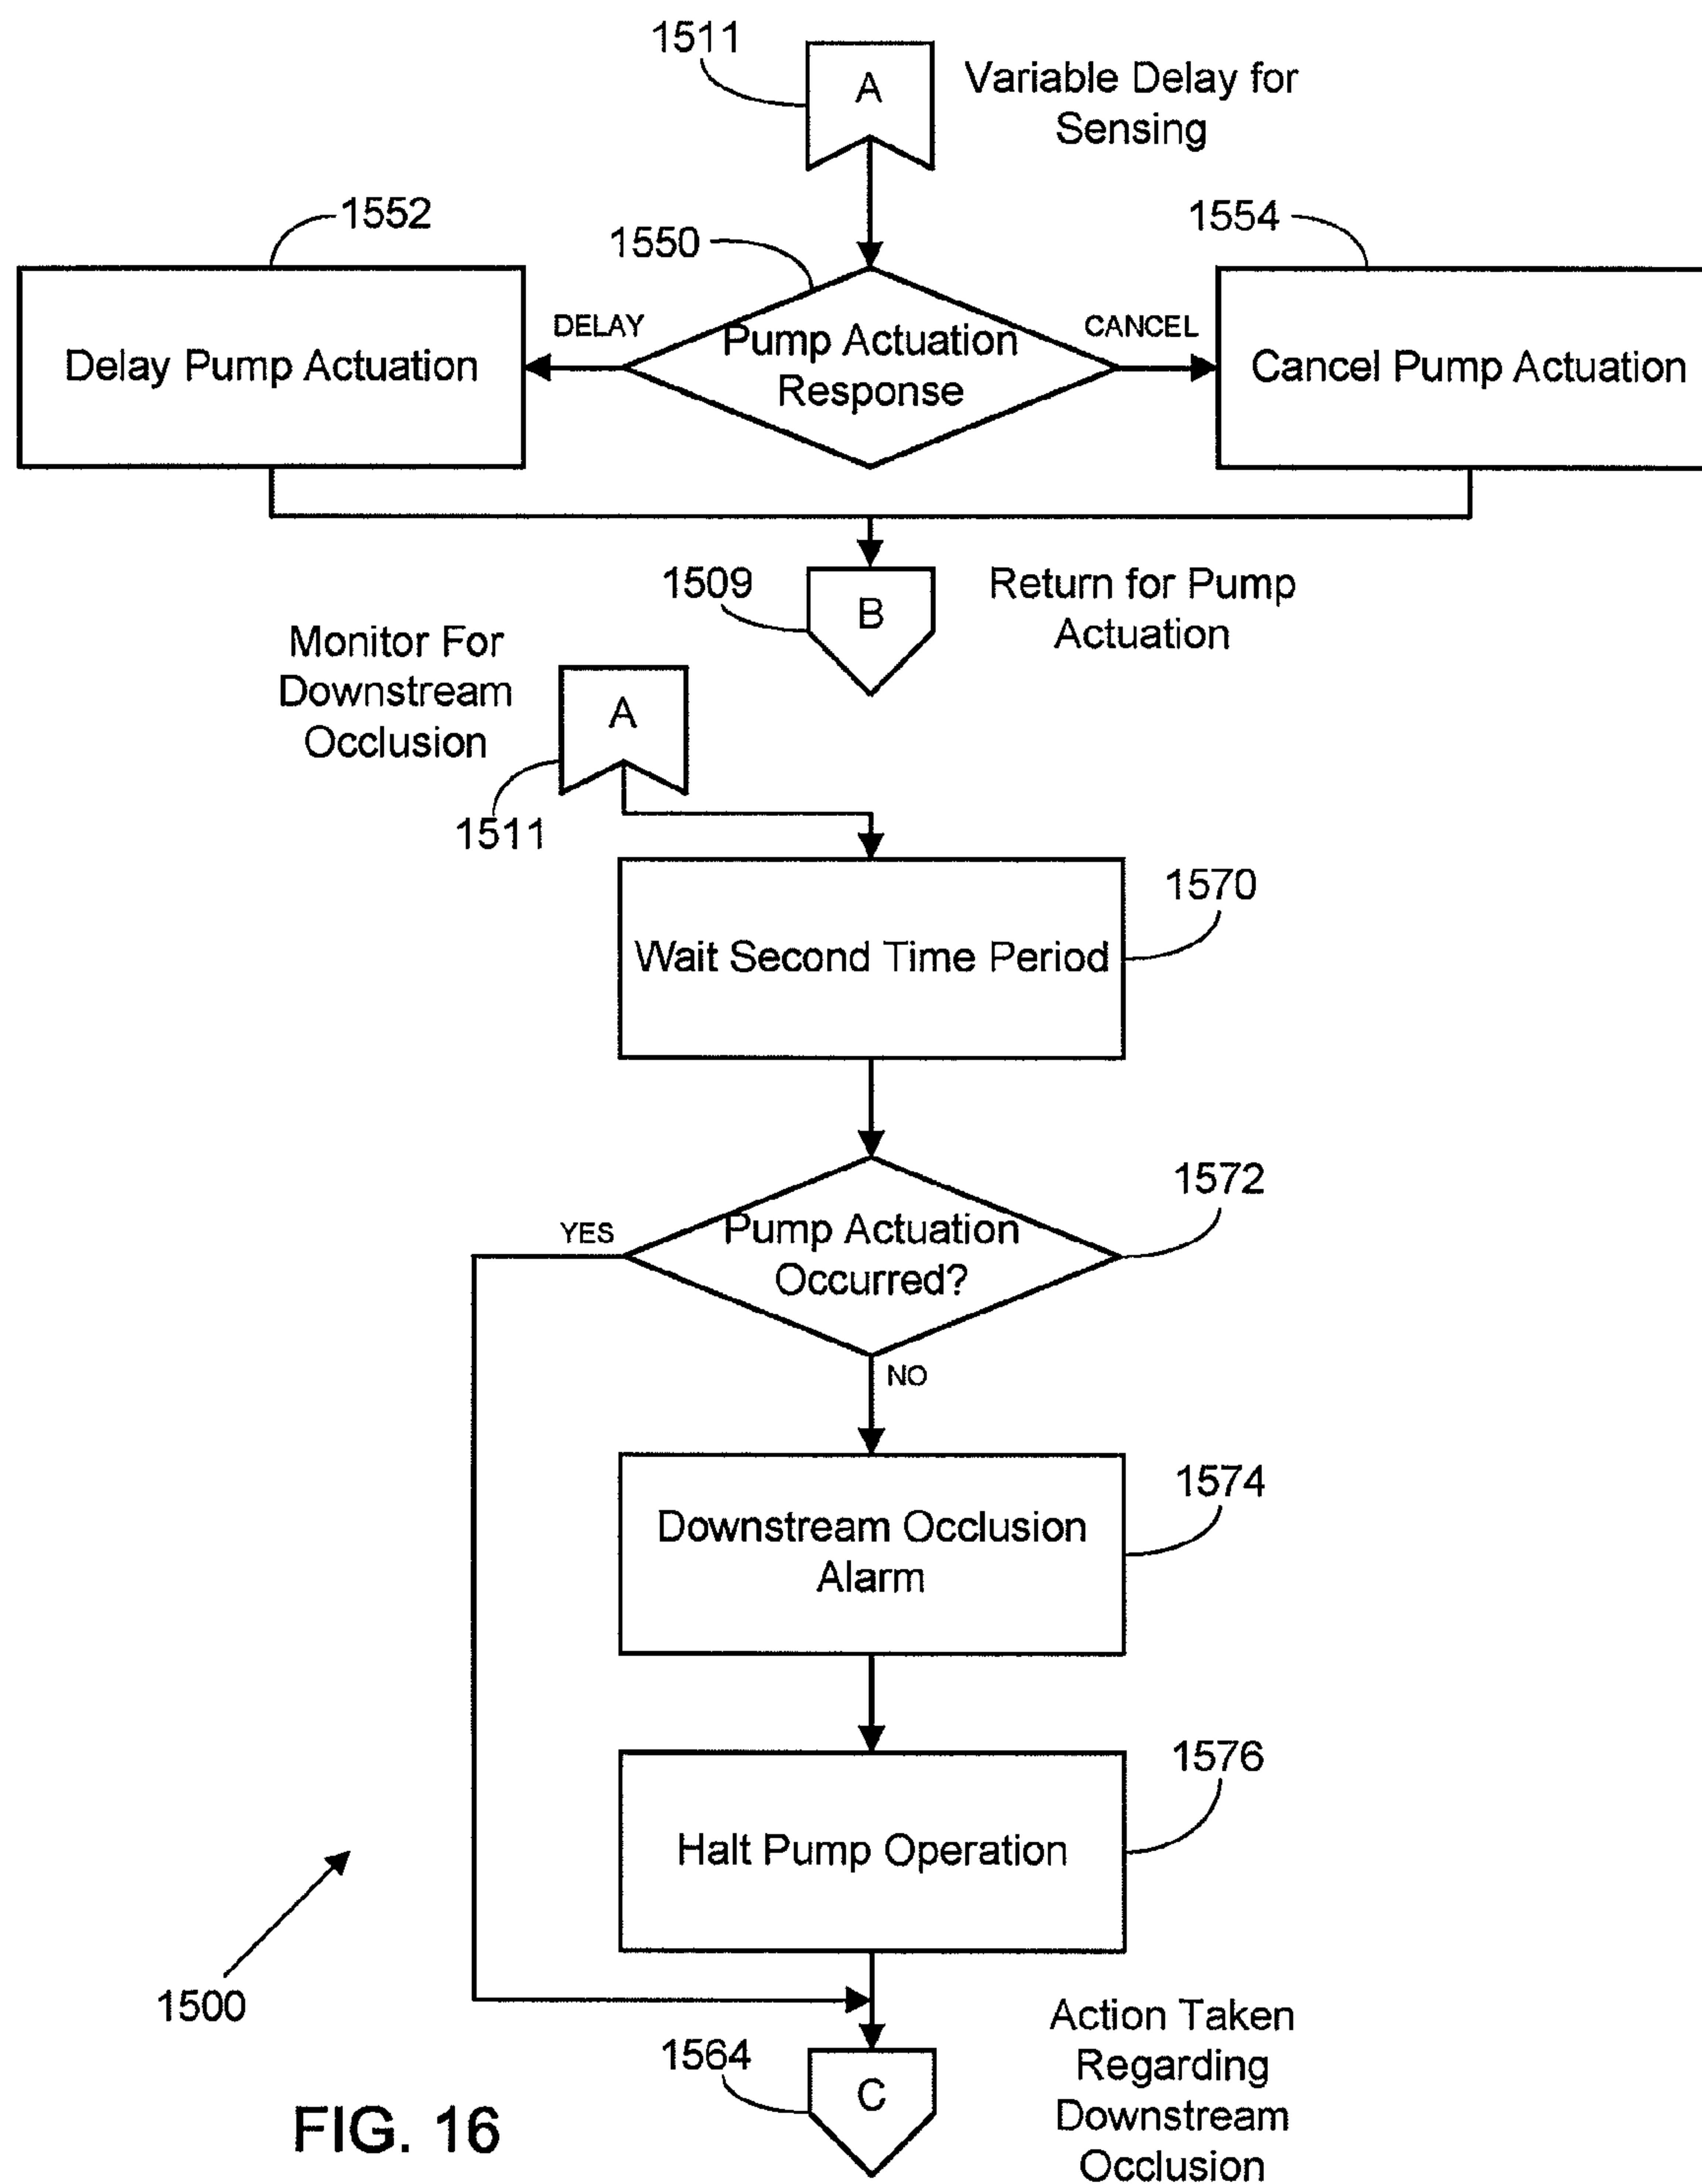 1511
A
Variable Delay for
Sensing
1552
1550
1554
Delay Pump Actuation
DELAY
Pump Actuation
Response
CANCEL
Cancel Pump Actuation
1509
B
Return for Pump
Actuation
Monitor For
Downstream
Occlusion
A
1511
1570
Wait Second Time Period
1572
YES
Pump Actuation
Occurred?
NO
1574
Downstream Occlusion
Alarm
1576
Halt Pump Operation
1500
1564
C
Action Taken
Regarding
Downstream
Occlusion
FIG. 16